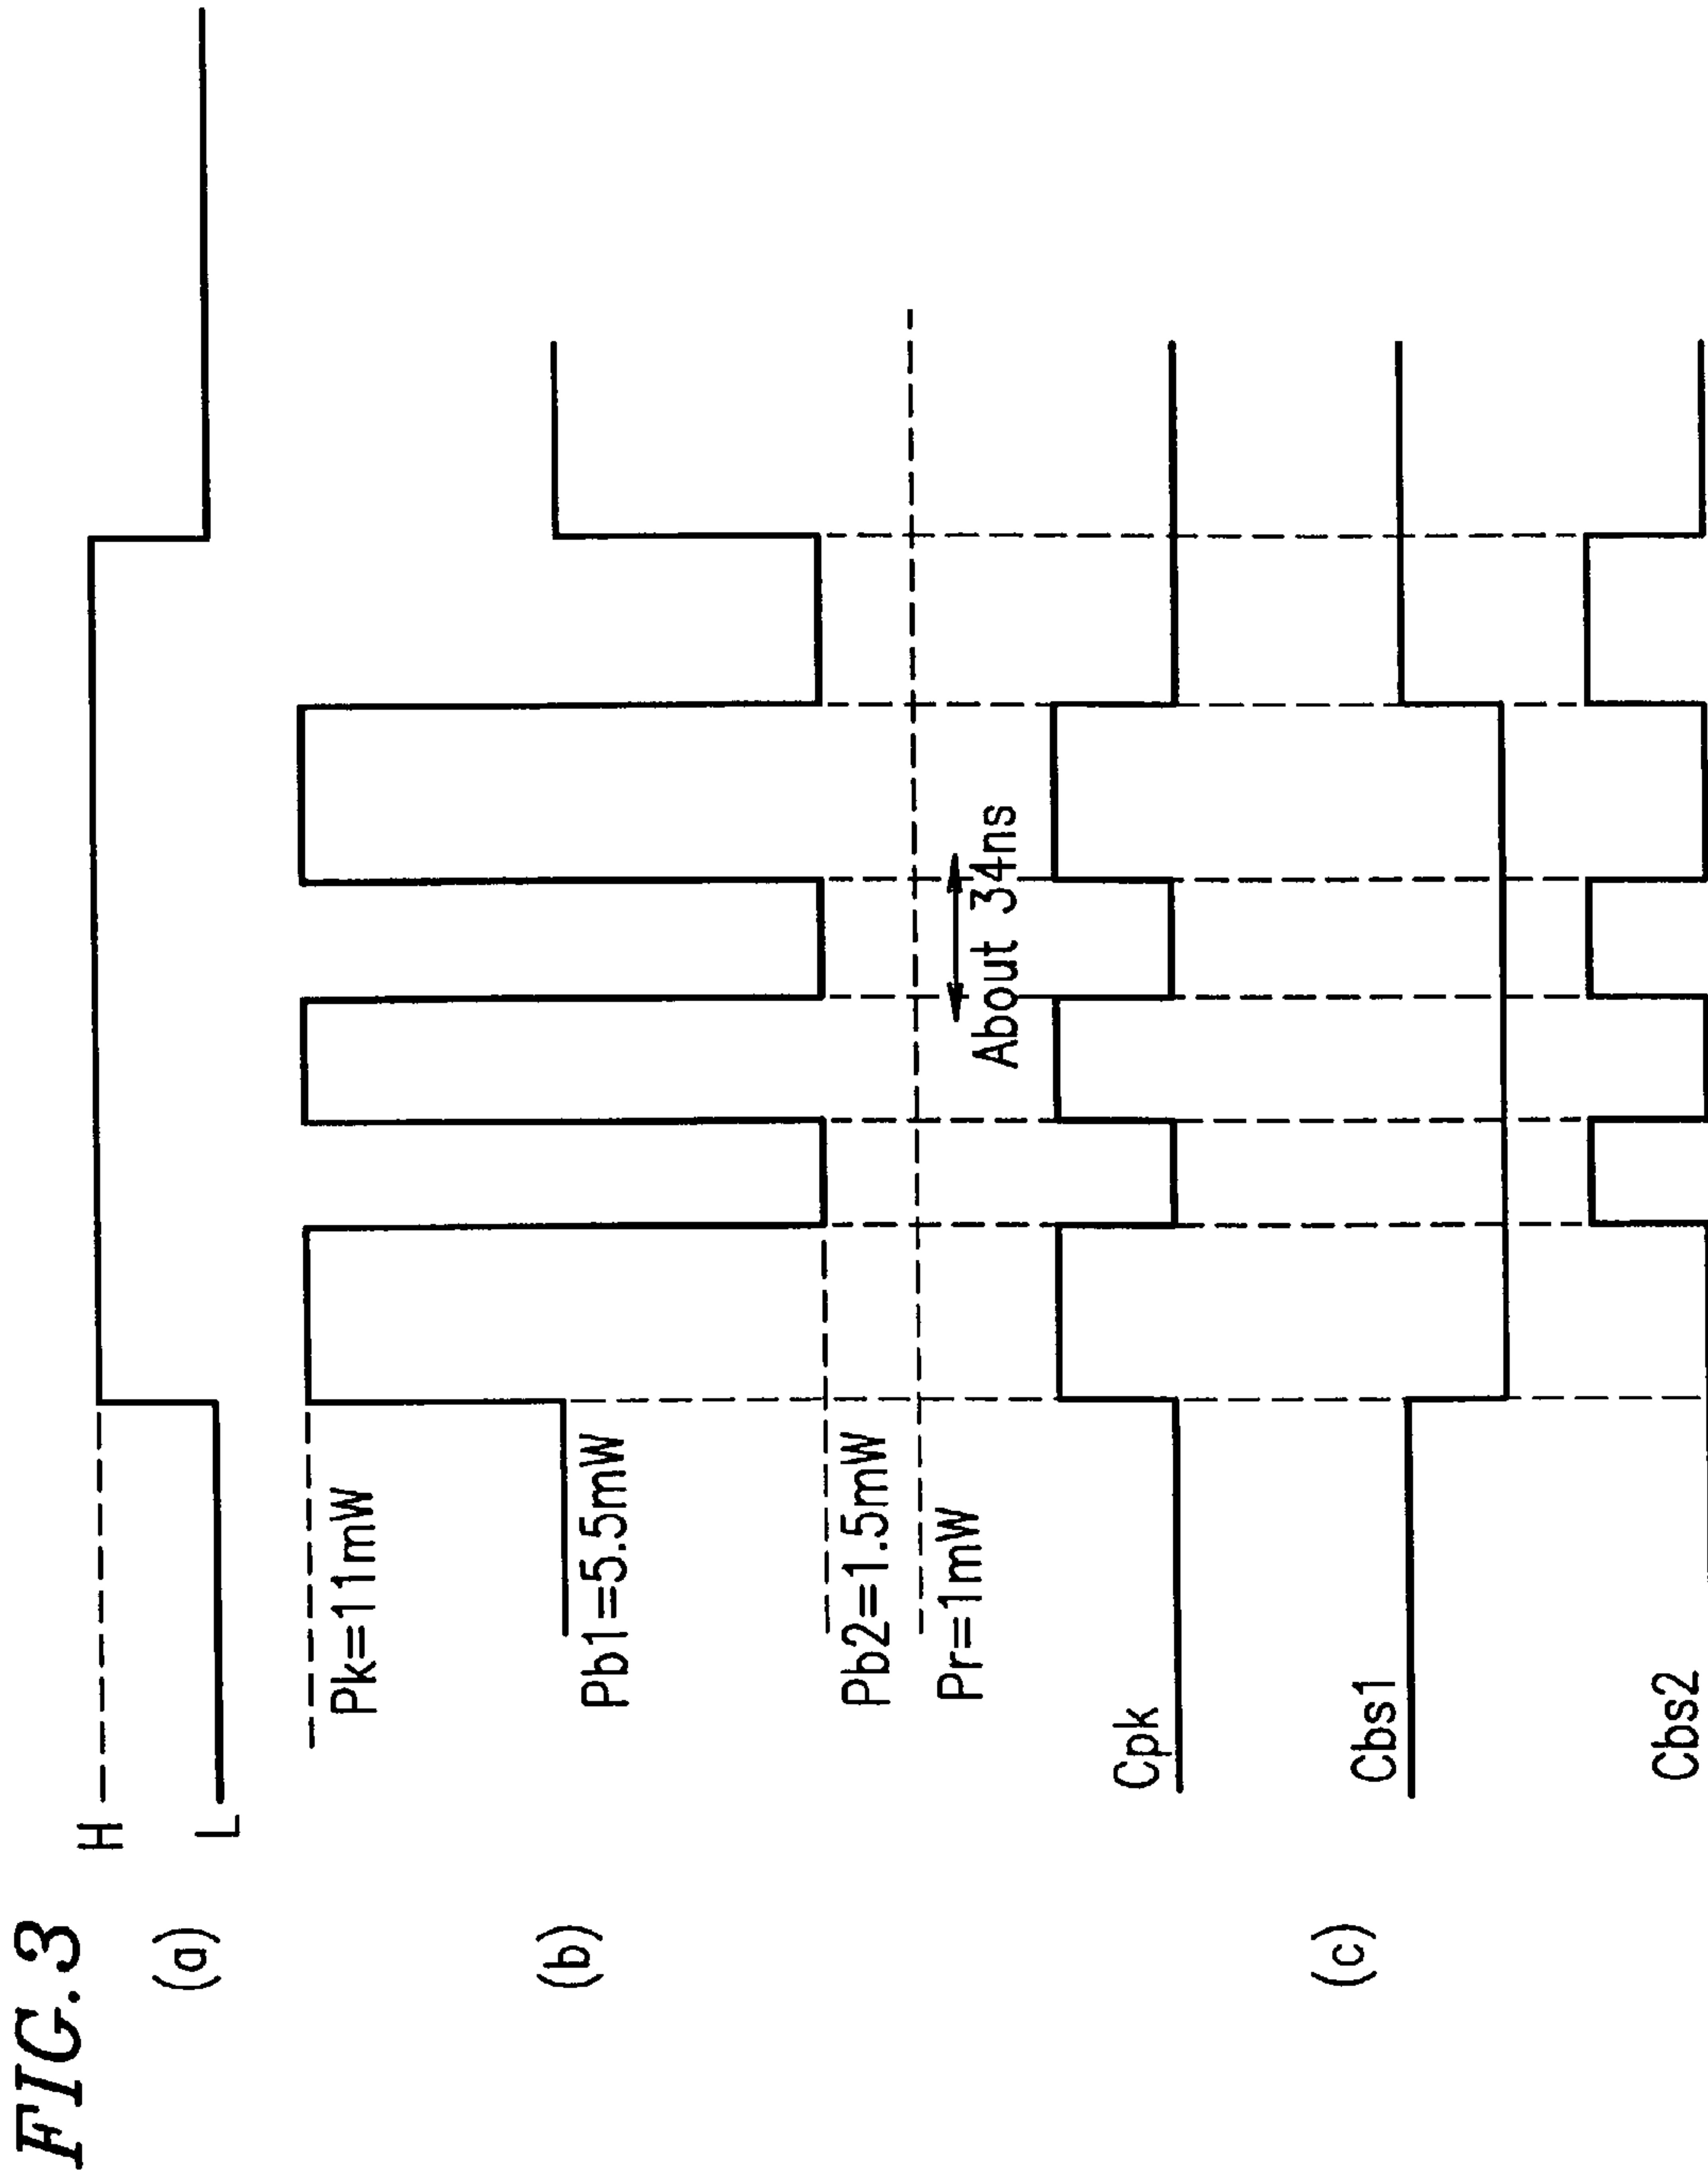 FIG.3
(a)
H
L
(b)
Pk=11mW
Pb1=5.5mW
Pb2=1.5mW
Pr=1mW
About 34ns
(c)
Cpk
Cbs1
Cbs2